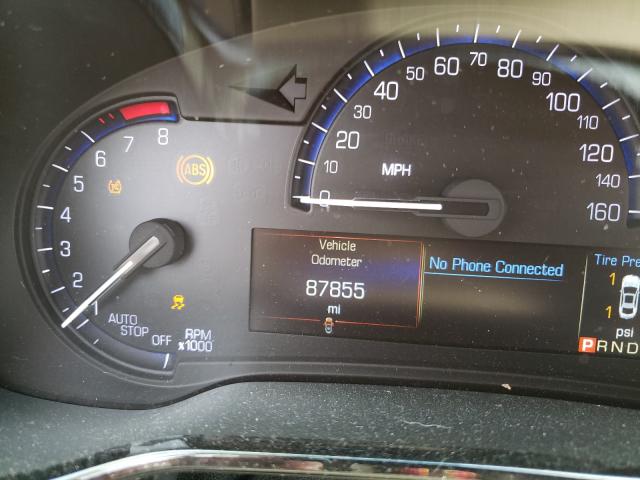 8
7
6
5
4
3
2
1
AUTO
STOP
OFF
RPM
x1000
ABS
0
10
20
30
40
50
60
70
80
90
100
110
120
140
160
MPH
Vehicle
Odometer
87855
mi
No Phone Connected
Tire Pre
1
1
psi
PRND